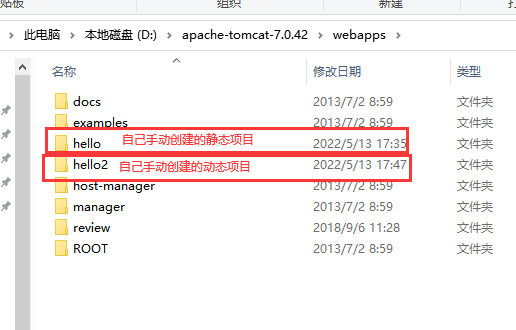 贴板 组织 新建
此电脑 › 本地磁盘 (D:) › apache-tomcat-7.0.42 › webapps ›
名称 修改日期 类型
docs 2013/7/2 8:59 文件夹
examples 2013/7/2 8:59 文件夹
hello 自己手动创建的静态项目 2022/5/13 17:35 文件夹
hello2 自己手动创建的动态项目 2022/5/13 17:47 文件夹
host-manager 2013/7/2 8:59 文件夹
manager 2013/7/2 8:59 文件夹
review 2018/9/6 11:28 文件夹
ROOT 2013/7/2 8:59 文件夹